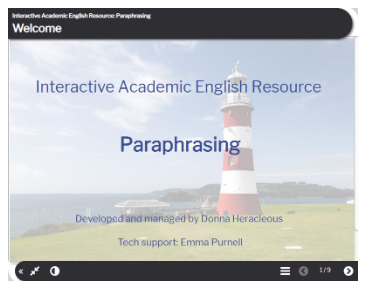 Interactive Academic English Resource: Paraphrasing
Welcome
Interactive Academic English Resource
Paraphrasing
Developed and managed by Donna Heracleous
Tech support: Emma Purnell
« 1/9